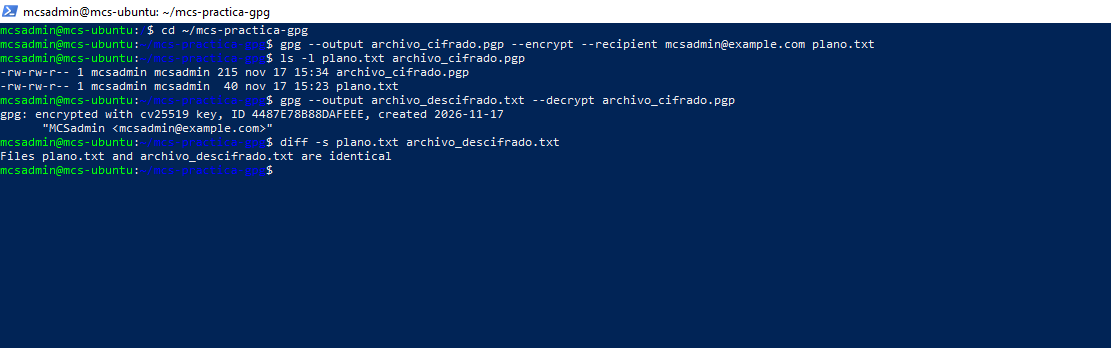 mcsadmin@mcs-ubuntu: ~/mcs-practica-gpg
mcsadmin@mcs-ubuntu: $ cd ~/mcs-practica-gpg
mcsadmin@mcs-ubuntu:~/mcs-practica-gpg$ gpg --output archivo_cifrado.pgp --encrypt --recipient mcsadmin@example.com plano.txt
mcsadmin@mcs-ubuntu:~/mcs-practica-gpg$ ls -l plano.txt archivo_cifrado.pgp
-rw-rw-r-- 1 mcsadmin mcsadmin 215 nov 17 15:34 archivo_cifrado.pgp
-rw-rw-r-- 1 mcsadmin mcsadmin  40 nov 17 15:23 plano.txt
mcsadmin@mcs-ubuntu:~/mcs-practica-gpg$ gpg --output archivo_descifrado.txt --decrypt archivo_cifrado.pgp
gpg: encrypted with cv25519 key, ID 4487E78B88DAFEEE, created 2026-11-17
      "MCSadmin <mcsadmin@example.com>"
mcsadmin@mcs-ubuntu:~/mcs-practica-gpg$ diff -s plano.txt archivo_descifrado.txt
Files plano.txt and archivo_descifrado.txt are identical
mcsadmin@mcs-ubuntu:~/mcs-practica-gpg$